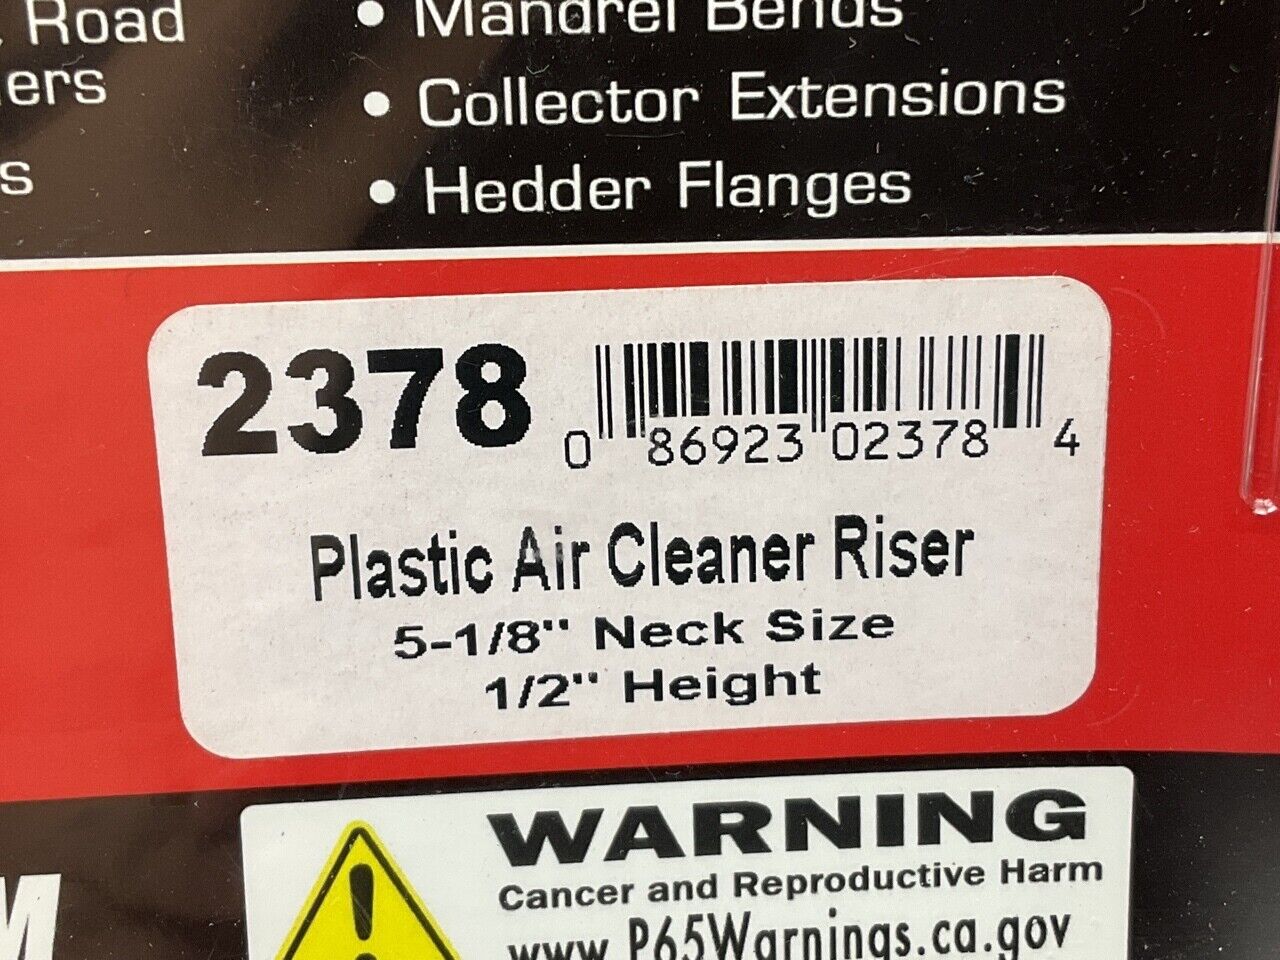 Road
• Mandrel Bends
ers
• Collector Extensions
s
• Hedder Flanges
2378
0 86923 02378 4
Plastic Air Cleaner Riser
5-1/8" Neck Size
1/2" Height
WARNING
Cancer and Reproductive Harm
www.P65Warnings.ca.gov
M